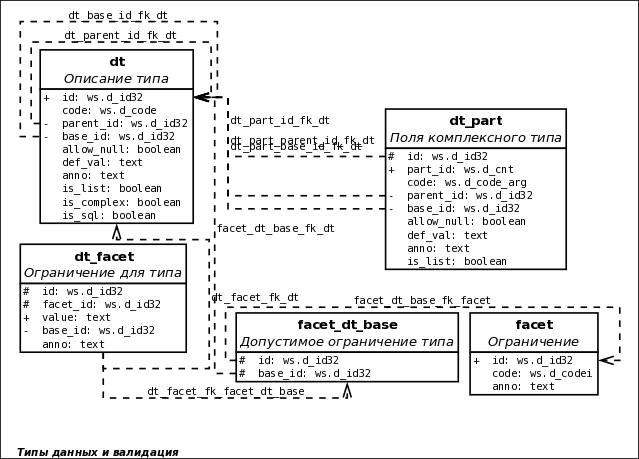 dt_base_id_fk_dt
dt_parent_id_fk_dt
dt
Описание типа
+ id: ws.d_id32
code: ws.d_code
- parent_id: ws.d_id32
- base_id: ws.d_id32
allow_null: boolean
def_val: text
anno: text
is_list: boolean
is_complex: boolean
is_sql: boolean
dt_part_id_fk_dt
dt_part_parent_id_fk_dt
dt_part_base_id_fk_dt
dt_part
Поля комплексного типа
# id: ws.d_id32
+ part_id: ws.d_cnt
code: ws.d_code_arg
- parent_id: ws.d_id32
- base_id: ws.d_id32
allow_null: boolean
def_val: text
anno: text
is_list: boolean
facet_dt_base_fk_dt
dt_facet
Ограничение для типа
# id: ws.d_id32
# facet_id: ws.d_id32
+ value: text
- base_id: ws.d_id32
anno: text
dt_facet_fk_dt
facet_dt_base_fk_facet
facet_dt_base
Допустимое ограничение типа
# id: ws.d_id32
# base_id: ws.d_id32
facet
Ограничение
+ id: ws.d_id32
code: ws.d_codei
anno: text
dt_facet_fk_facet_dt_base
Типы данных и валидация